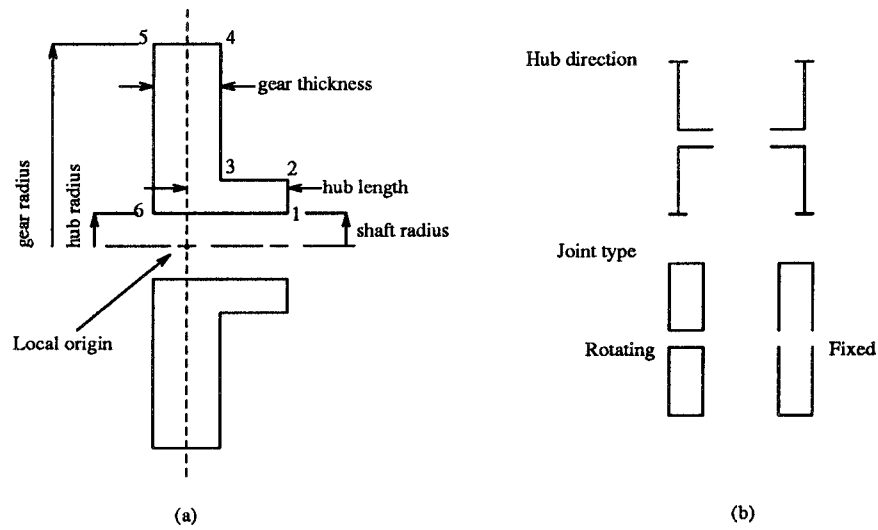 5
4
gear thickness
3
2
hub length
gear radius
hub radius
6
1
shaft radius
Local origin
(a)
Hub direction
Joint type
Rotating
Fixed
(b)